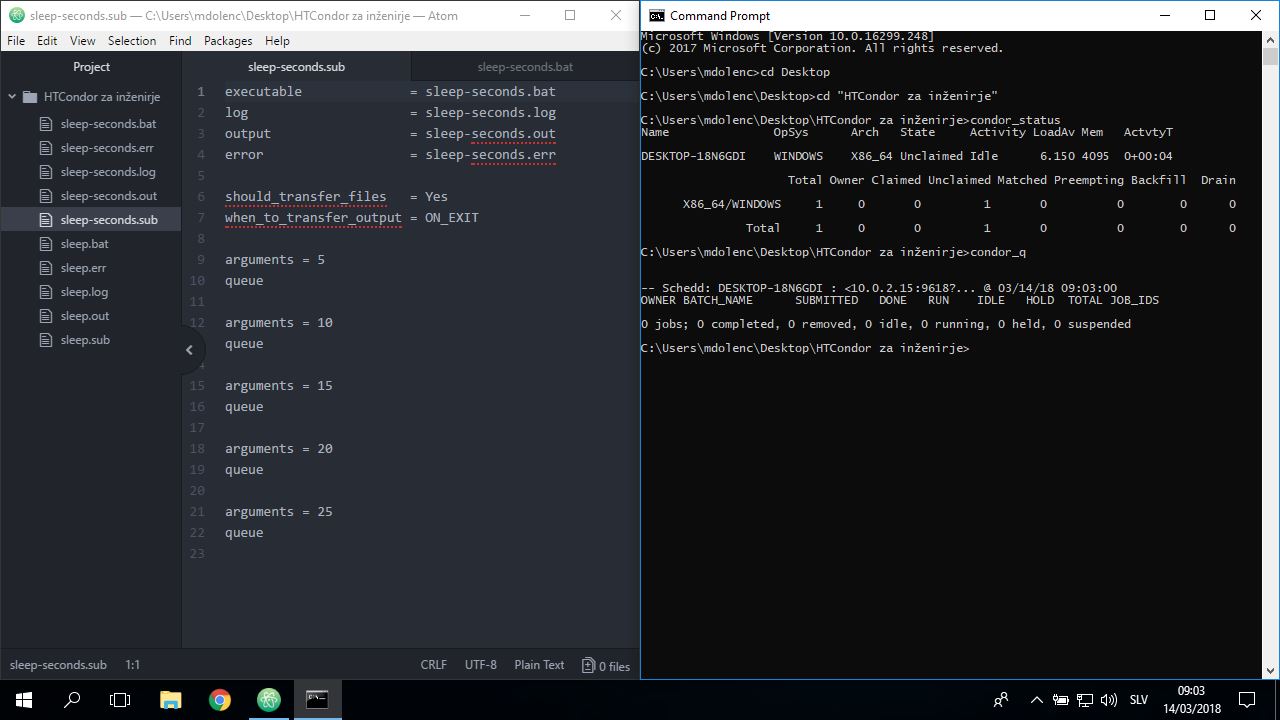 sleep-seconds.sub — C:\Users\mdolenc\Desktop\HTCondor za inženirje — Atom
File Edit View Selection Find Packages Help
Project
HTCondor za inženirje
sleep-seconds.bat
sleep-seconds.err
sleep-seconds.log
sleep-seconds.out
sleep-seconds.sub
sleep.bat
sleep.err
sleep.log
sleep.out
sleep.sub
sleep-seconds.sub sleep-seconds.bat
1 executable = sleep-seconds.bat
2 log = sleep-seconds.log
3 output = sleep-seconds.out
4 error = sleep-seconds.err
5
6 should_transfer_files = Yes
7 when_to_transfer_output = ON_EXIT
8
9 arguments = 5
10 queue
11
12 arguments = 10
13 queue
15 arguments = 15
16 queue
17
18 arguments = 20
19 queue
20
21 arguments = 25
22 queue
23
sleep-seconds.sub 1:1 CRLF UTF-8 Plain Text 0 files
Command Prompt
Microsoft Windows [Version 10.0.16299.248]
(c) 2017 Microsoft Corporation. All rights reserved.
C:\Users\mdolenc>cd Desktop
C:\Users\mdolenc\Desktop>cd "HTCondor za inženirje"
C:\Users\mdolenc\Desktop\HTCondor za inženirje>condor_status
Name OpSys Arch State Activity LoadAv Mem ActvtyT
DESKTOP-18N6GDI WINDOWS X86_64 Unclaimed Idle 6.150 4095 0+00:04
Total Owner Claimed Unclaimed Matched Preempting Backfill Drain
X86_64/WINDOWS 1 0 0 1 0 0 0 0
Total 1 0 0 1 0 0 0 0
C:\Users\mdolenc\Desktop\HTCondor za inženirje>condor_q
-- Schedd: DESKTOP-18N6GDI : <10.0.2.15:9618?... @ 03/14/18 09:03:00
OWNER BATCH_NAME SUBMITTED DONE RUN IDLE HOLD TOTAL JOB_IDS
0 jobs; 0 completed, 0 removed, 0 idle, 0 running, 0 held, 0 suspended
C:\Users\mdolenc\Desktop\HTCondor za inženirje>
SLV
09:03
14/03/2018